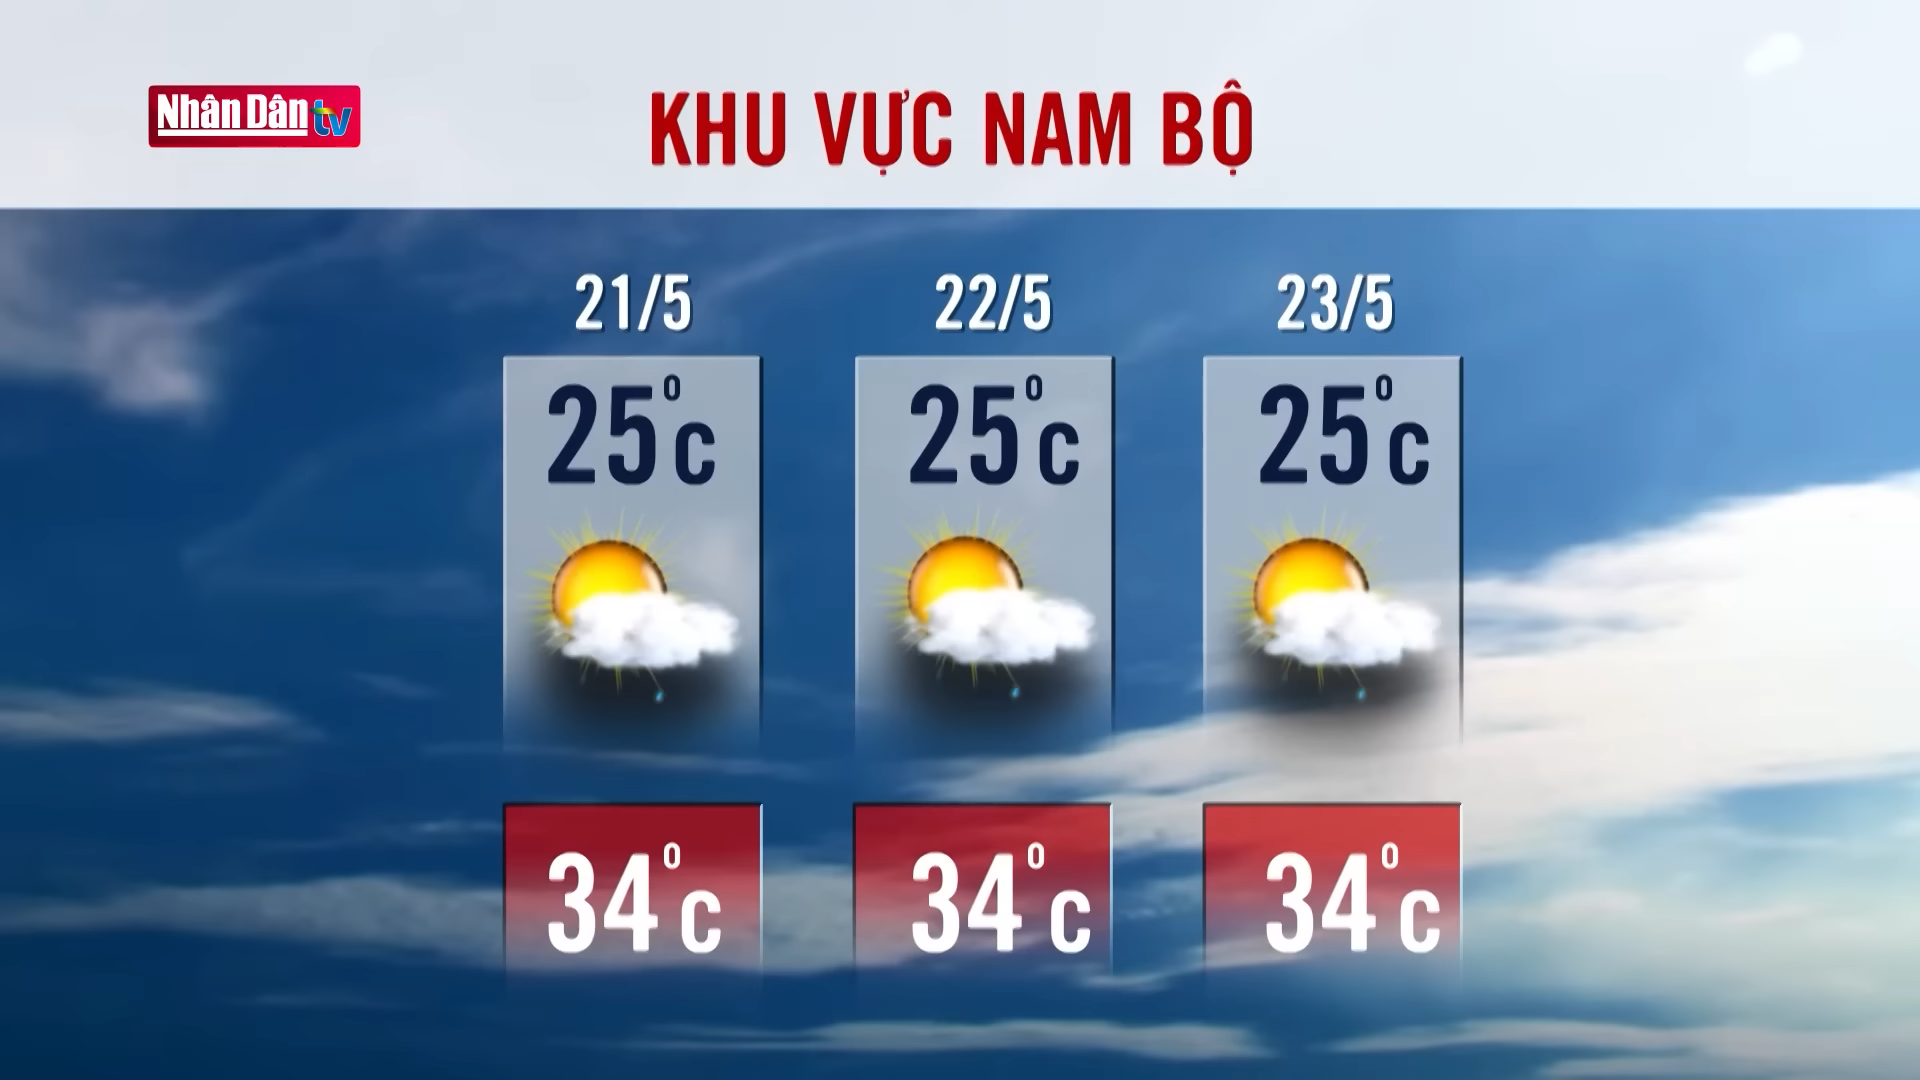 Nhân Dân tv
KHU VỰC NAM BỘ
21/5 22/5 23/5
25°C 25°C 25°C
34°C 34°C 34°C